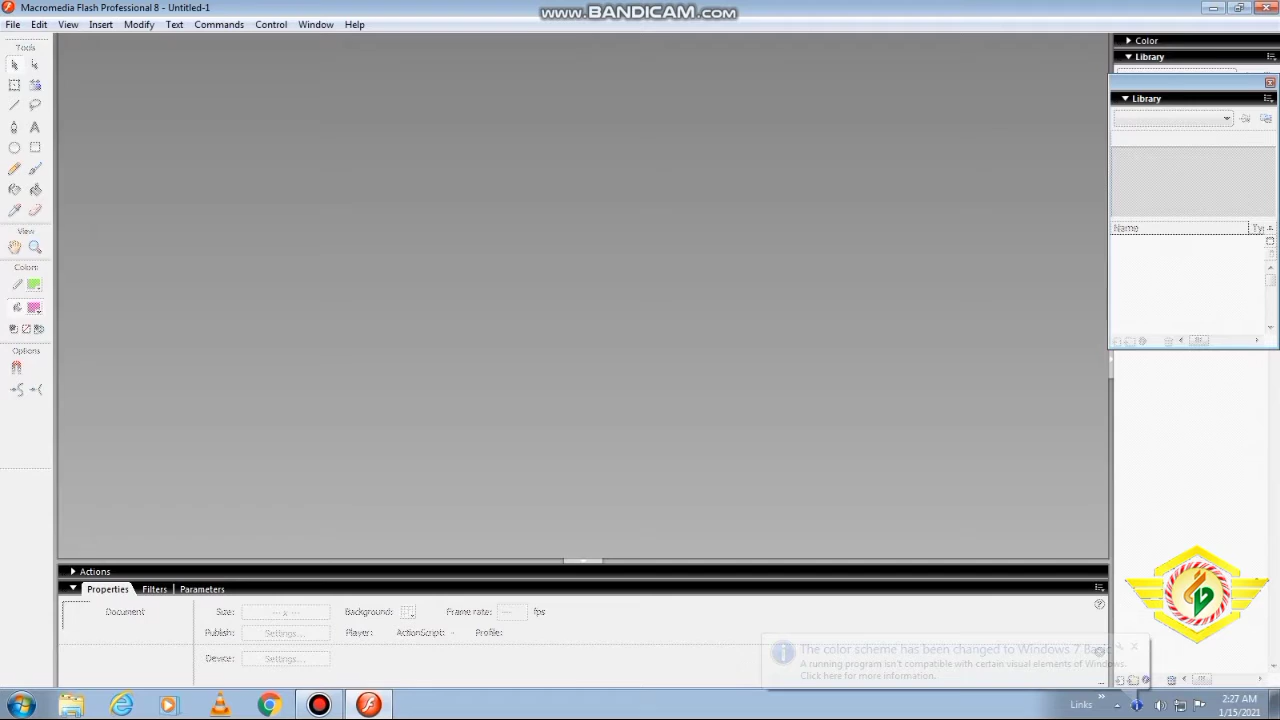 Macromedia Flash Professional 8 - Untitled-1
www.BANDICAM.com
File Edit View Insert Modify Text Commands Control Window Help
Tools
View
Colors
Options
Color
Library
Library
Name Ty
Actions
Properties Filters Parameters
Document
Size: Background: Frame rate: fps
Publish: Settings... Player: ActionScript Profile:
Device: Settings...
The color scheme has been changed to Windows 7 Basic
A running program isn't compatible with certain visual elements of Windows.
Click here for more information.
Links
2:27 AM
1/15/2021